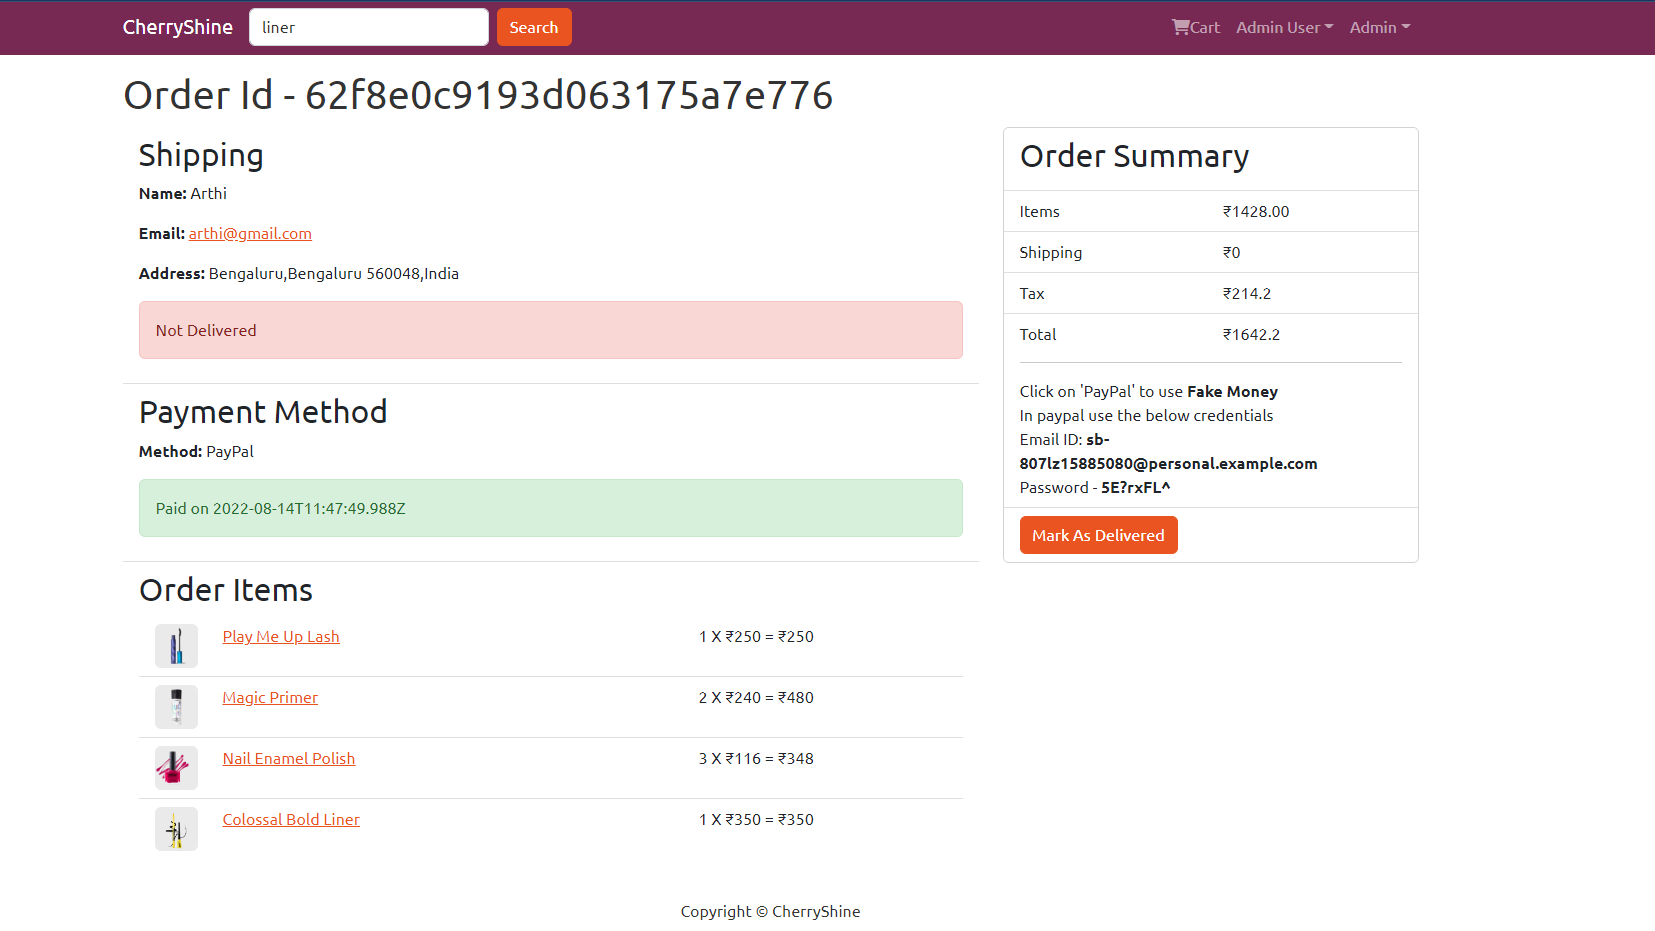 CherryShine
liner
Search
Cart
Admin User
Admin
Order Id - 62f8e0c9193d063175a7e776
Shipping
Name: Arthi
Email: arthi@gmail.com
Address: Bengaluru,Bengaluru 560048,India
Not Delivered
Payment Method
Method: PayPal
Paid on 2022-08-14T11:47:49.988Z
Order Items
Play Me Up Lash 1 X ₹250 = ₹250
Magic Primer 2 X ₹240 = ₹480
Nail Enamel Polish 3 X ₹116 = ₹348
Colossal Bold Liner 1 X ₹350 = ₹350
Order Summary
Items ₹1428.00
Shipping ₹0
Tax ₹214.2
Total ₹1642.2
Click on 'PayPal' to use Fake Money
In paypal use the below credentials
Email ID: sb-
807lz15885080@personal.example.com
Password - 5E?rxFL^
Mark As Delivered
Copyright © CherryShine